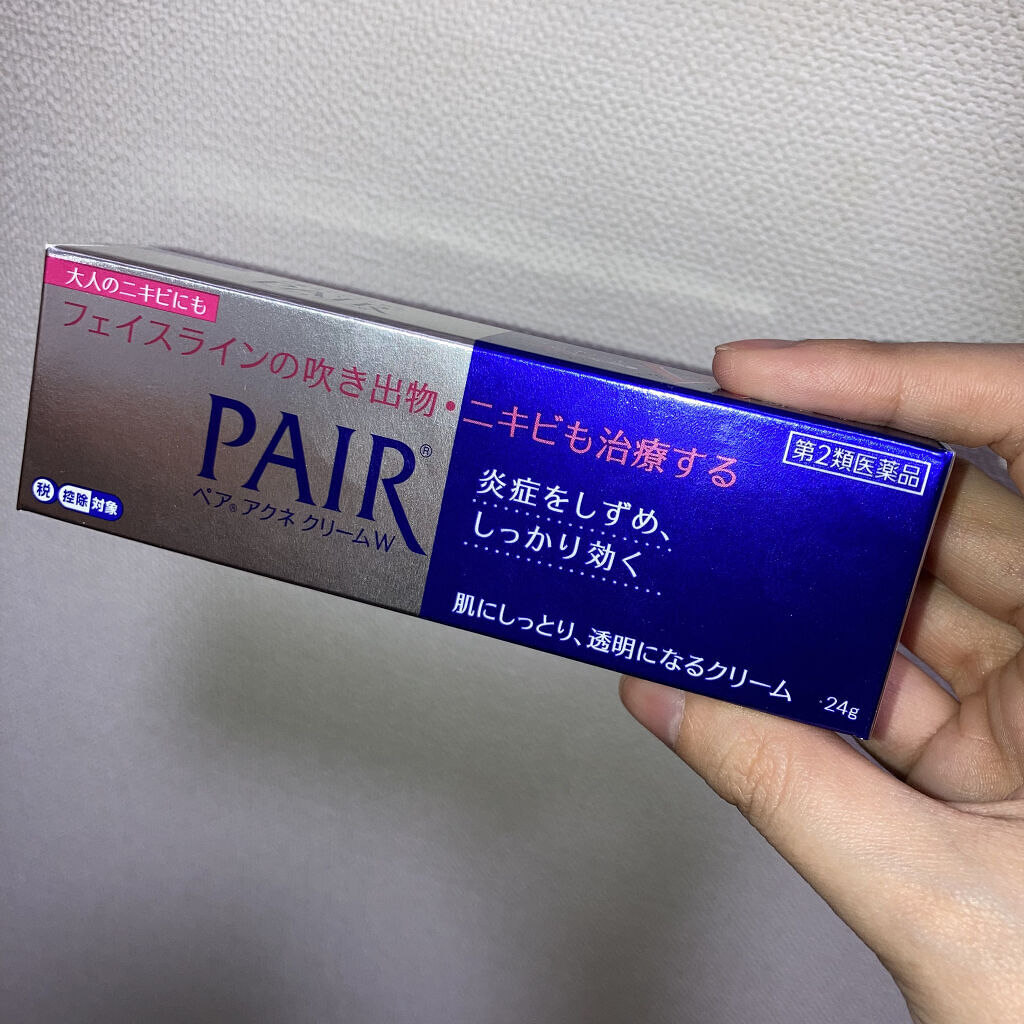 大人のニキビにも
フェイスラインの吹き出物・ニキビも治療する
第2類医薬品
PAIR®
ペア®アクネ クリームW
炎症をしずめ、
しっかり効く
肌にしっとり、透明になるクリーム
税 控除対象
24g